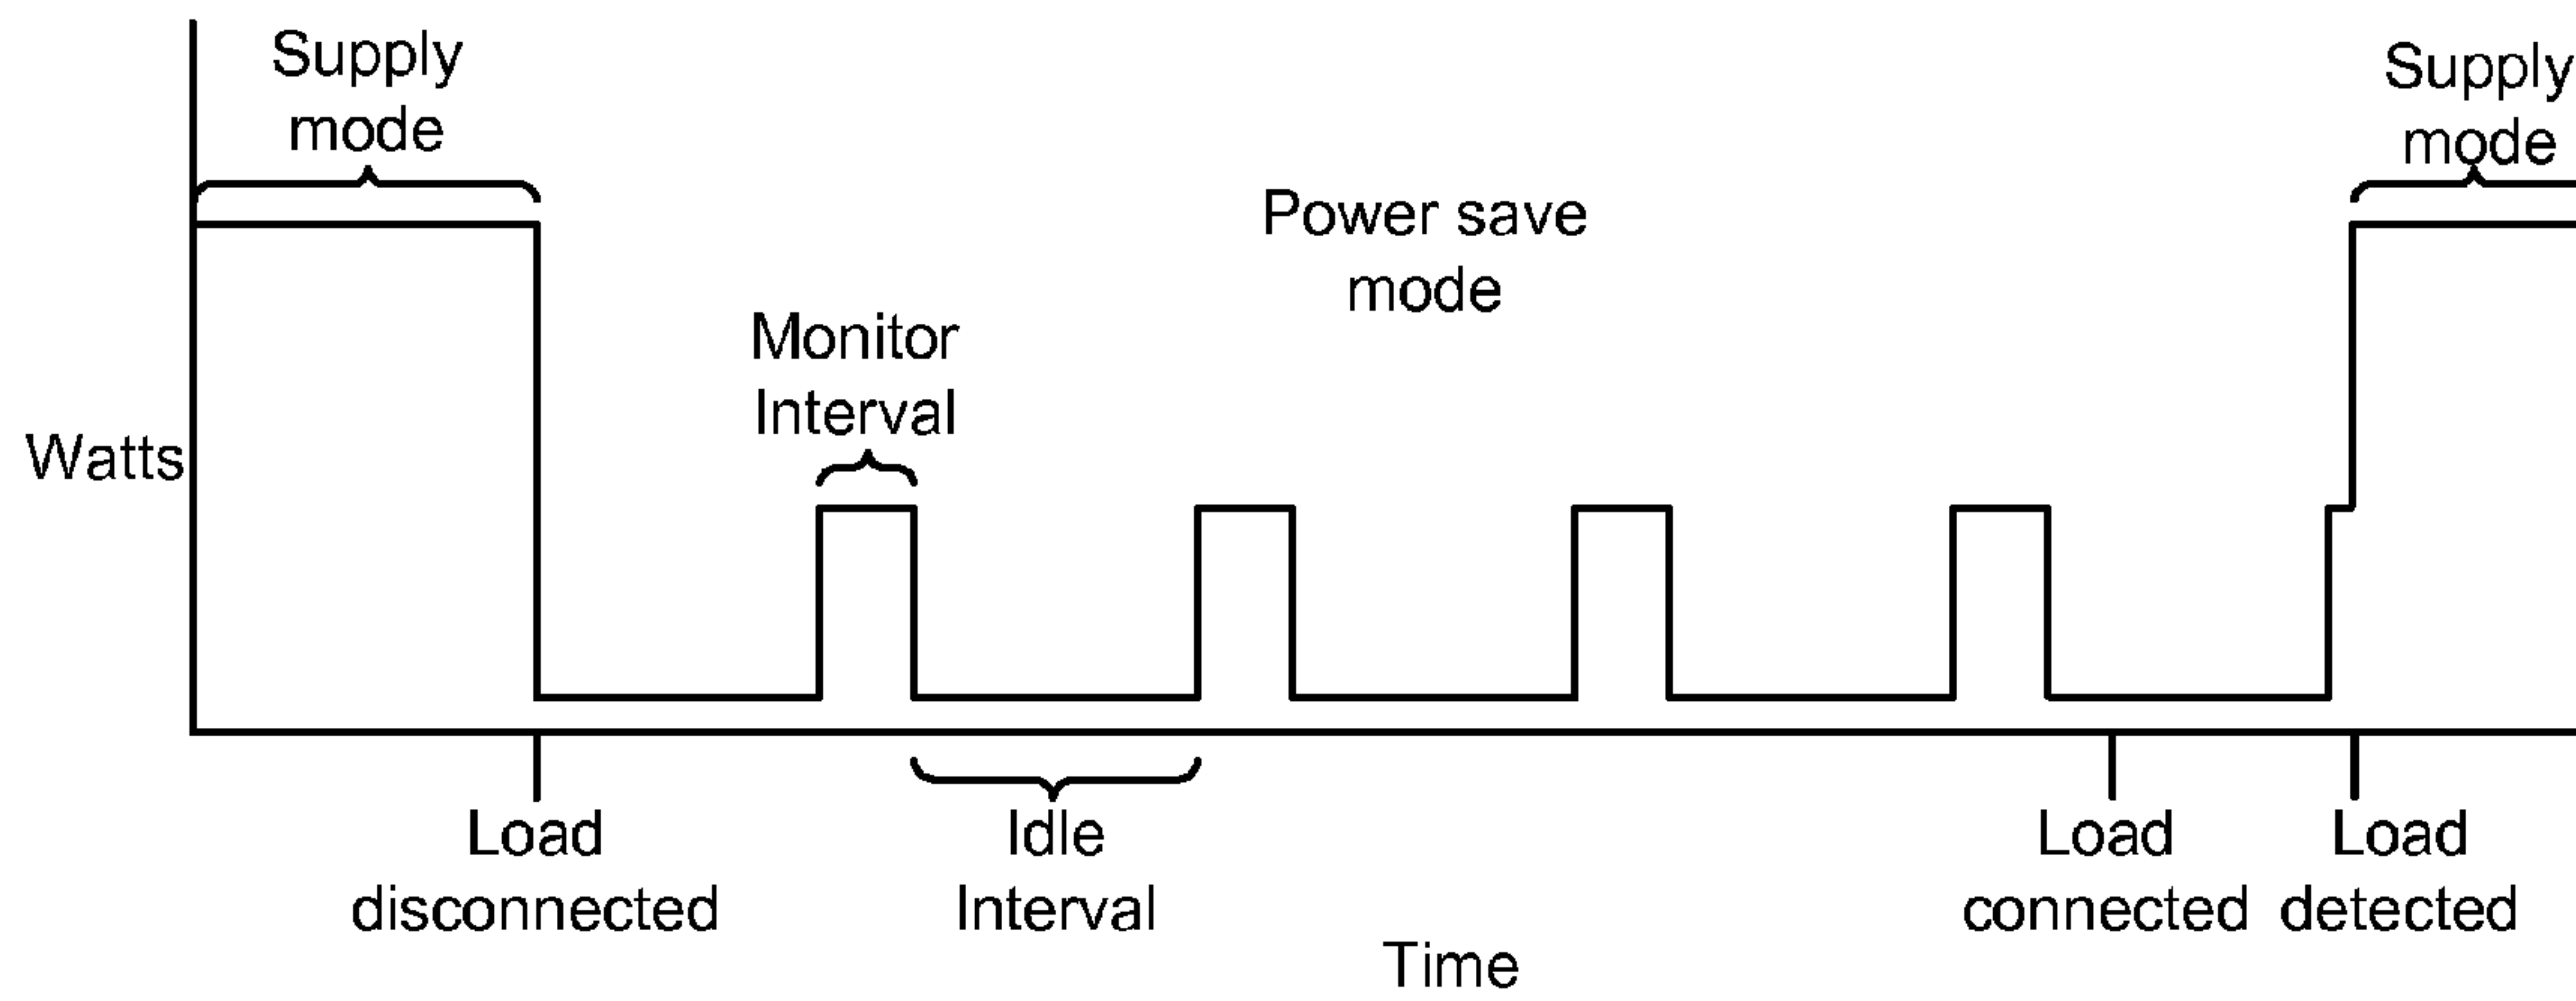 Supply
mode
Supply
mode
Power save
mode
Monitor
Interval
Watts
Load
disconnected
Idle
Interval
Load
connected
Load
detected
Time